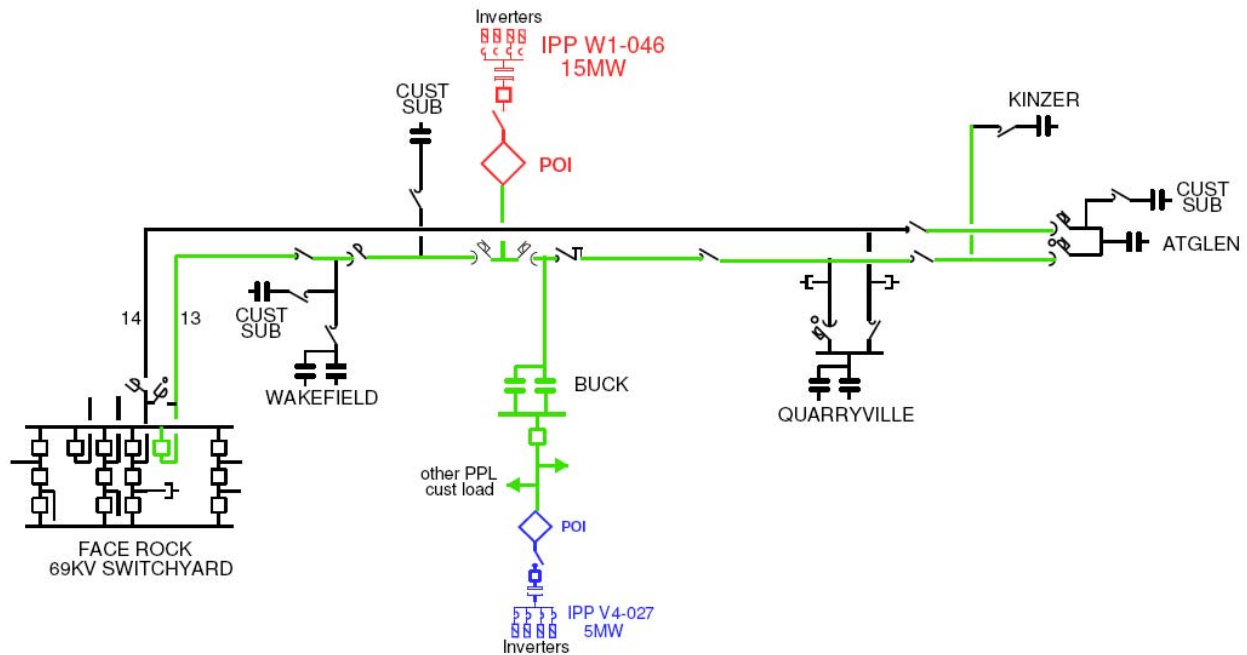 Inverters
IPP W1-046
15MW
KINZER
CUST
SUB
POI
CUST
SUB
ATGLEN
14
13
CUST
SUB
WAKEFIELD
BUCK
QUARRYVILLE
other PPL
cust load
POI
FACE ROCK
69KV SWITCHYARD
IPP V4-027
5MW
Inverters